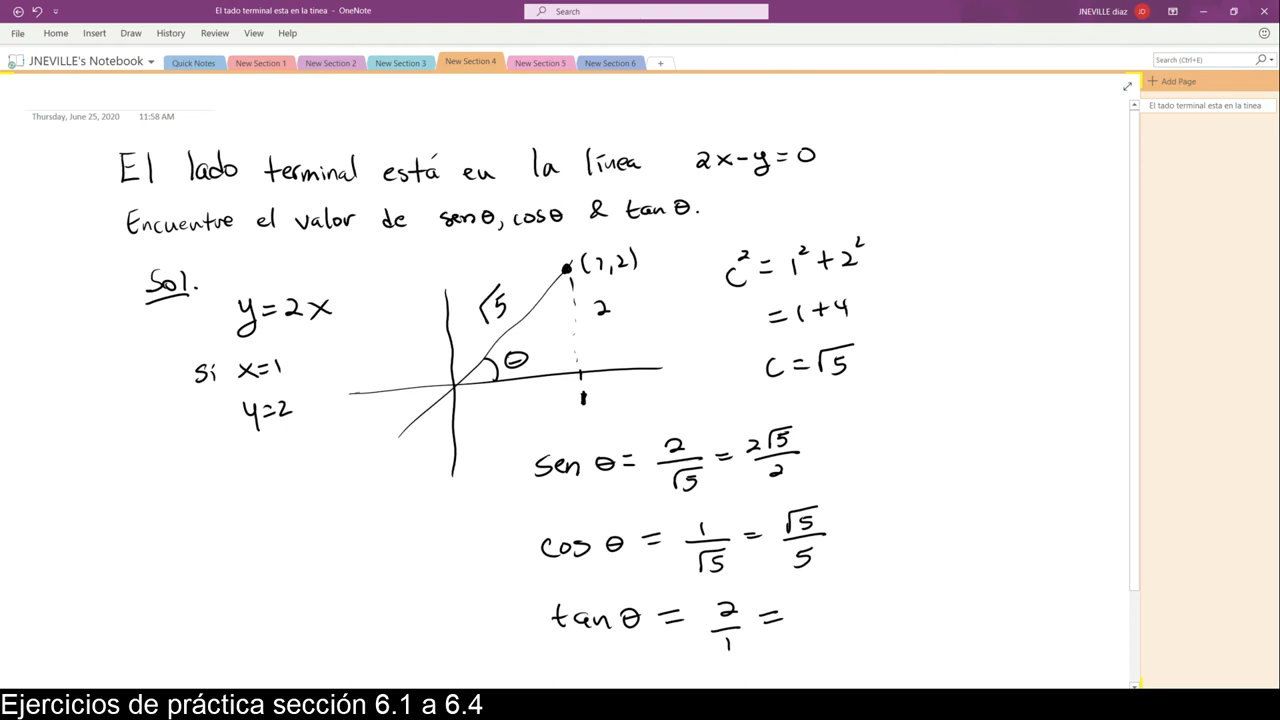 El lado terminal esta en la tinea - OneNote
Search
JNEVILLE diaz JD
File Home Insert Draw History Review View Help
JNEVILLE's Notebook Quick Notes New Section 1 New Section 2 New Section 3 New Section 4 New Section 5 New Section 6 +
Search (Ctrl+E)
Add Page
El tado terminal esta en la tinea
Thursday, June 25, 2020 11:58 AM
El lado terminal está en la línea 2x-y=0
Encuentre el valor de senθ, cosθ & tan θ.
Sol.
y=2x
si x=1
y=2
(1,2)
√5
2
θ
1
c² = 1² + 2²
= 1+4
c = √5
sen θ = 2/√5 = 2√5/2
cos θ = 1/√5 = √5/5
tan θ = 2/1 =
Ejercicios de práctica sección 6.1 a 6.4